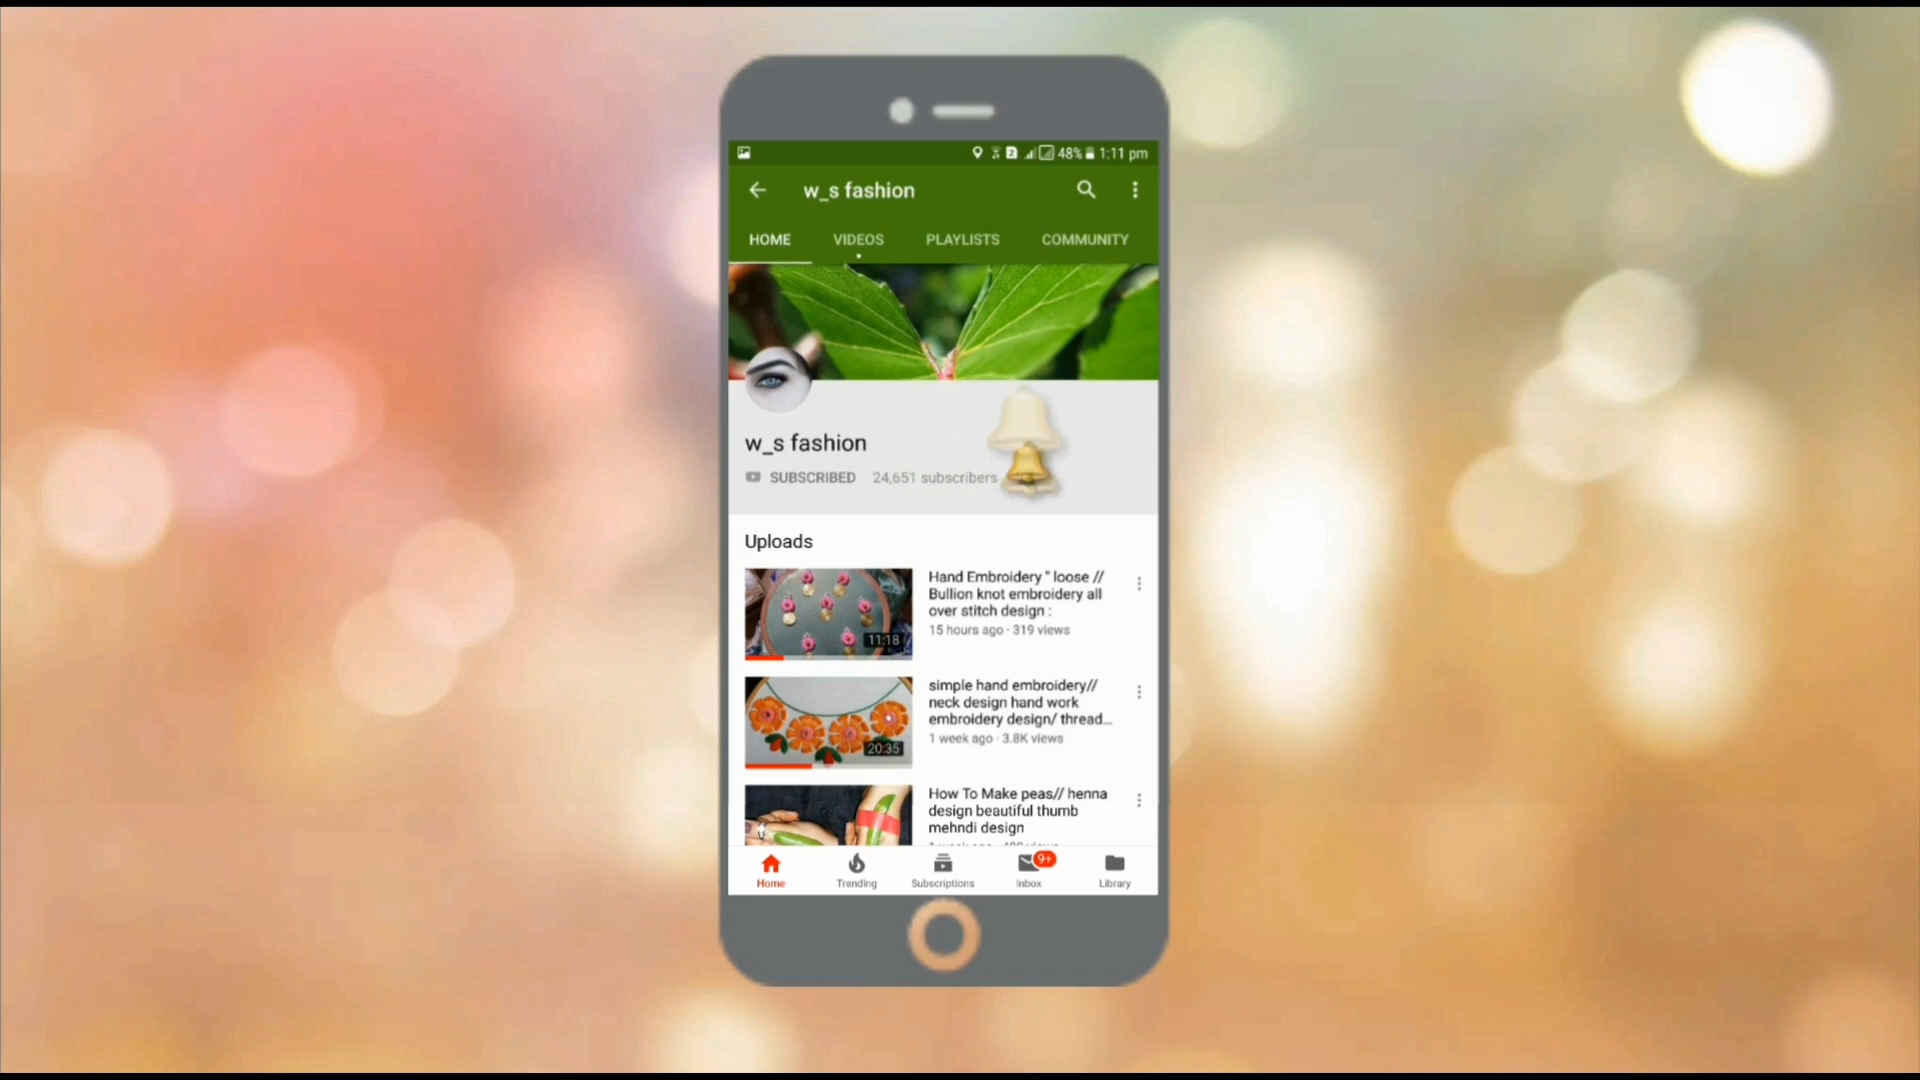 48% 1:11 pm
w_s fashion
HOME VIDEOS PLAYLISTS COMMUNITY
w_s fashion
SUBSCRIBED 24,651 subscribers
Uploads
Hand Embroidery " loose //
Bullion knot embroidery all
over stitch design :
15 hours ago · 319 views
11:18
simple hand embroidery//
neck design hand work
embroidery design/ thread...
1 week ago · 3.8K views
20:35
How To Make peas// henna
design beautiful thumb
mehndi design
9+
Home Trending Subscriptions Inbox Library